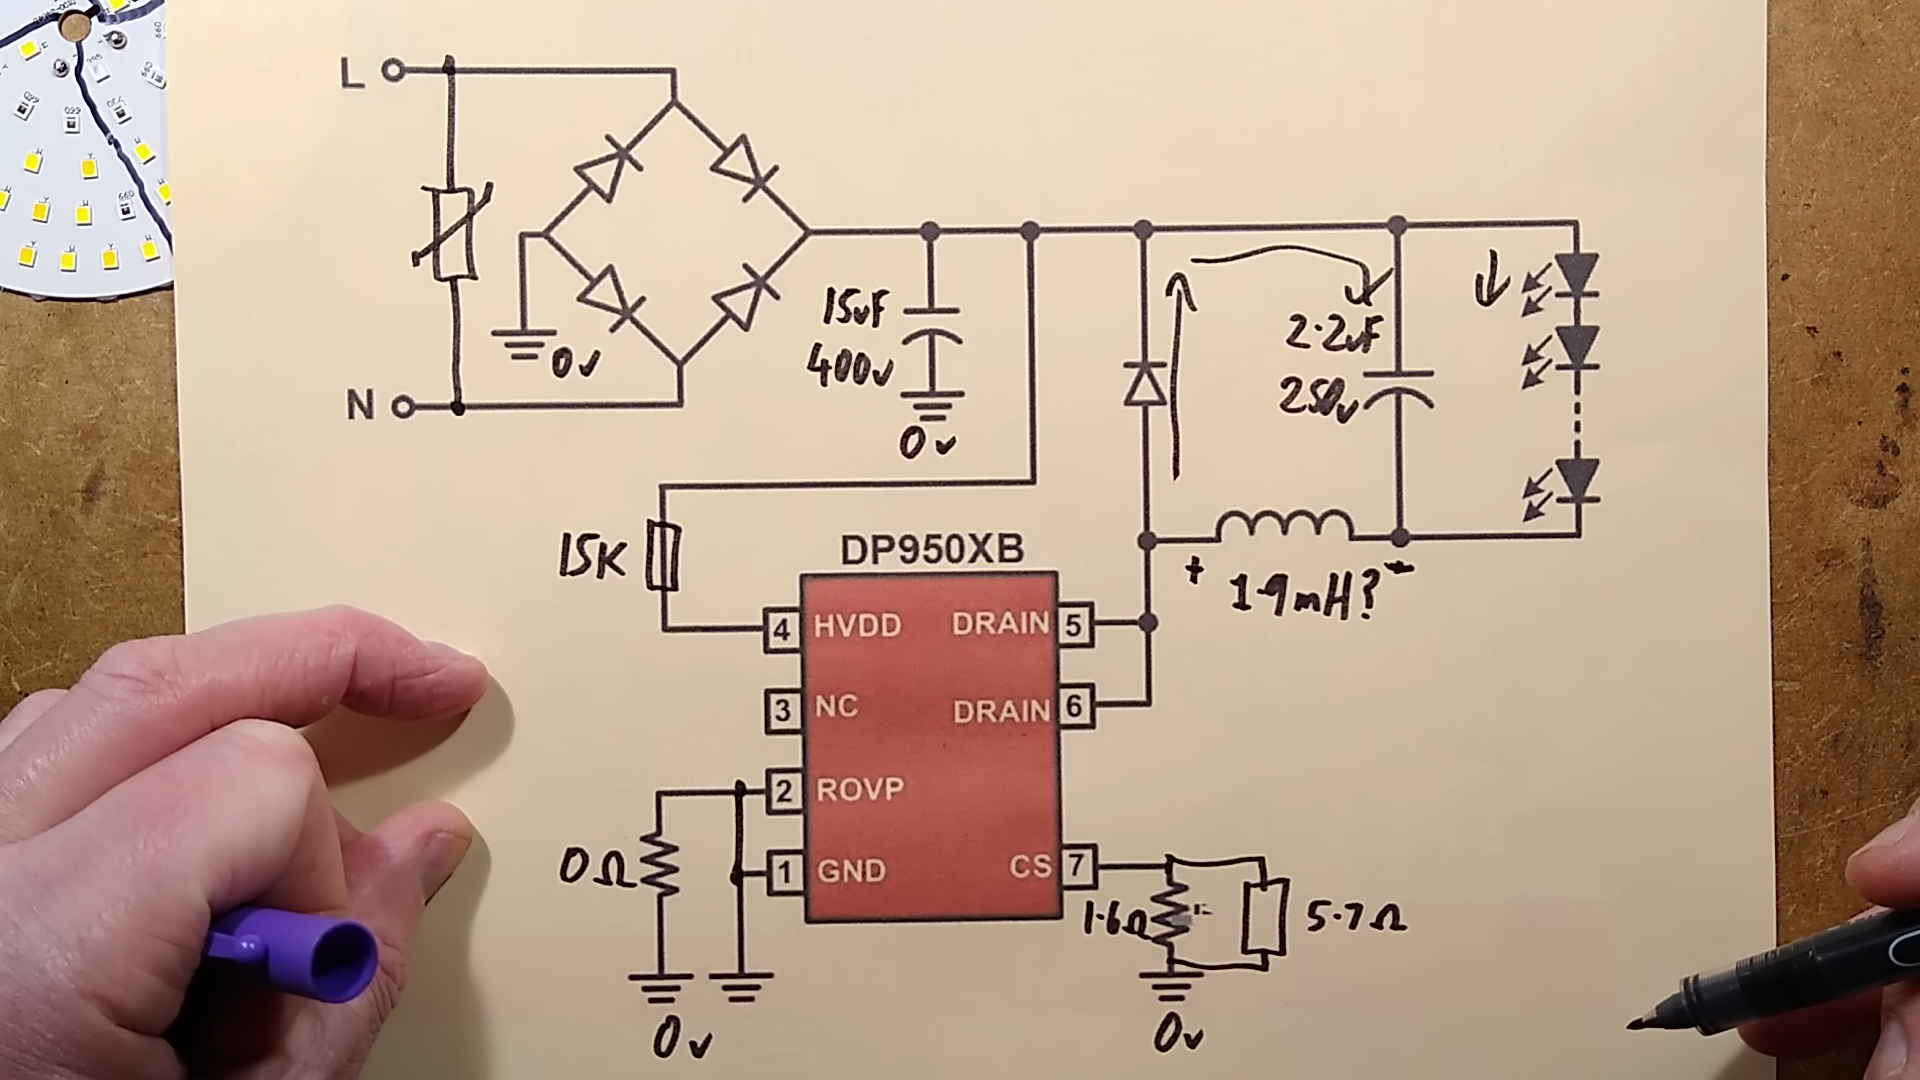 L
N
0v
15uF
400v
0v
2.2uF
250v
15K
DP950XB
+ 1.9mH? -
4 HVDD DRAIN 5
3 NC DRAIN 6
2 ROVP
1 GND CS 7
0Ω
1.6Ω
5.7Ω
0v
0v